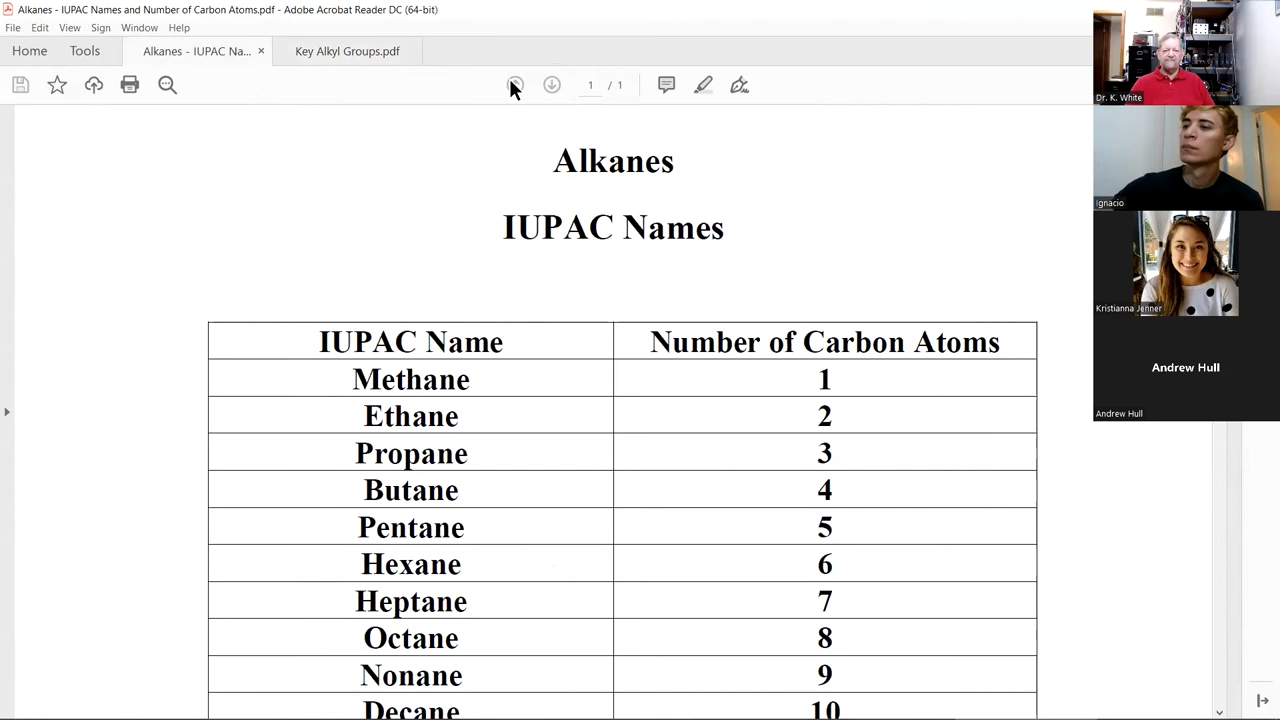 Alkanes - IUPAC Names and Number of Carbon Atoms.pdf - Adobe Acrobat Reader DC (64-bit)
File Edit View Sign Window Help
Home Tools Alkanes - IUPAC Na... × Key Alkyl Groups.pdf
1 / 1
Alkanes
IUPAC Names
IUPAC Name Number of Carbon Atoms
Methane 1
Ethane 2
Propane 3
Butane 4
Pentane 5
Hexane 6
Heptane 7
Octane 8
Nonane 9
Decane 10
Dr. K. White
Ignacio
Kristianna Jenner
Andrew Hull
Andrew Hull